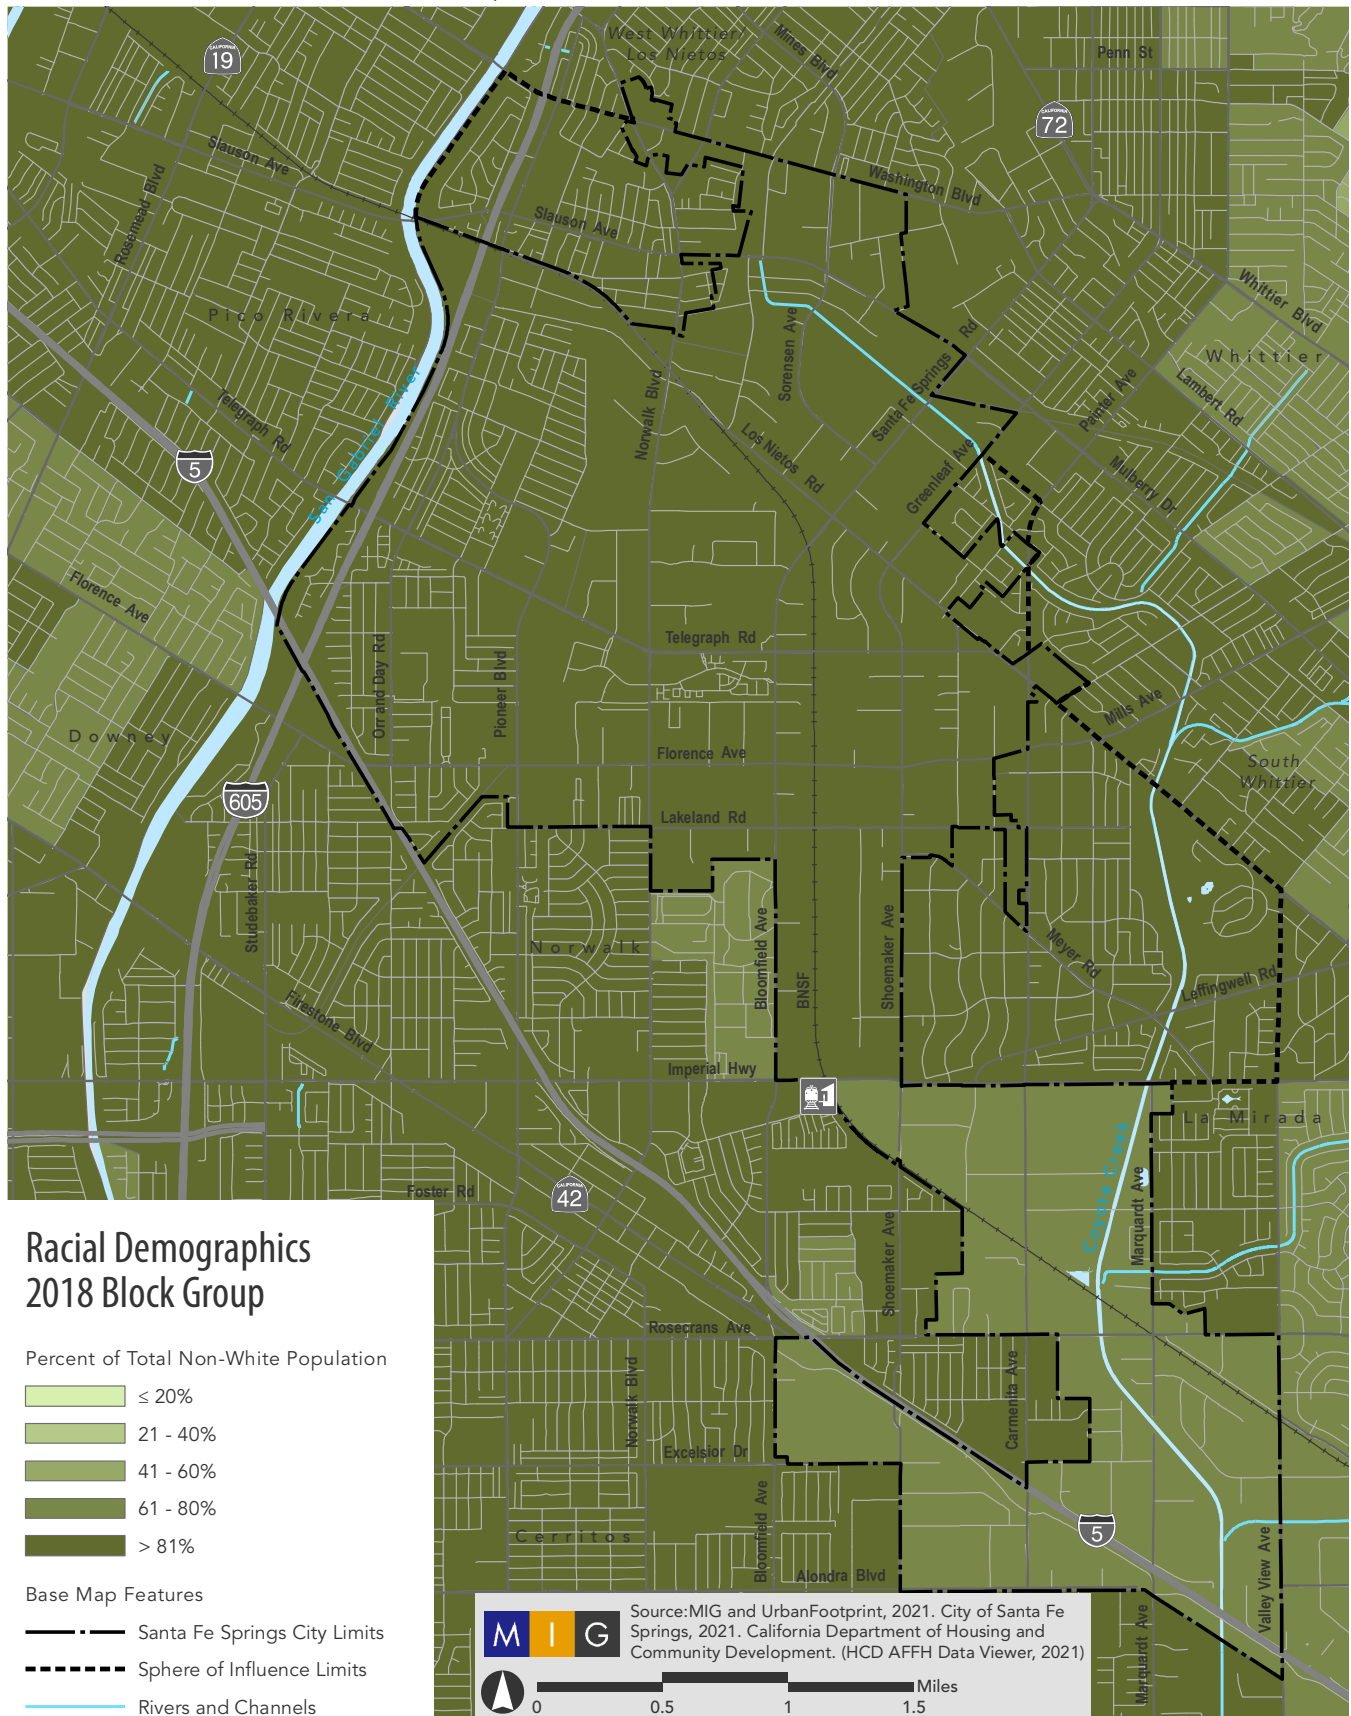 West Whittier/
Los Nietos
Mines Blvd
Penn St
CALIFORNIA
19
CALIFORNIA
72
Slauson Ave
Rosemead Blvd
Washington Blvd
Slauson Ave
Whittier Blvd
Pico Rivera
Whittier
Sorensen Ave
Santa Fe Springs Rd
Lambert Rd
Painter Ave
Telegraph Rd
Norwalk Blvd
San Gabriel River
Los Nietos Rd
Greenleaf Ave
Mulberry Dr
5
Florence Ave
Orr and Day Rd
Pioneer Blvd
Telegraph Rd
Mills Ave
Downey
Florence Ave
South
Whittier
605
Lakeland Rd
Studebaker Rd
Norwalk
Bloomfield Ave
BNSF
Shoemaker Ave
Meyer Rd
Leffingwell Rd
Firestone Blvd
Imperial Hwy
La Mirada
Coyote Creek
Marquardt Ave
Foster Rd
CALIFORNIA
42
Shoemaker Ave
Rosecrans Ave
Norwalk Blvd
Carmenita Ave
Excelsior Dr
Bloomfield Ave
Cerritos
5
Alondra Blvd
Valley View Ave
Marquardt Ave
Racial Demographics
2018 Block Group
Percent of Total Non-White Population
≤ 20%
21 - 40%
41 - 60%
61 - 80%
> 81%
Base Map Features
Santa Fe Springs City Limits
Sphere of Influence Limits
Rivers and Channels
M I G
Source:MIG and UrbanFootprint, 2021. City of Santa Fe
Springs, 2021. California Department of Housing and
Community Development. (HCD AFFH Data Viewer, 2021)
Miles
0 0.5 1 1.5